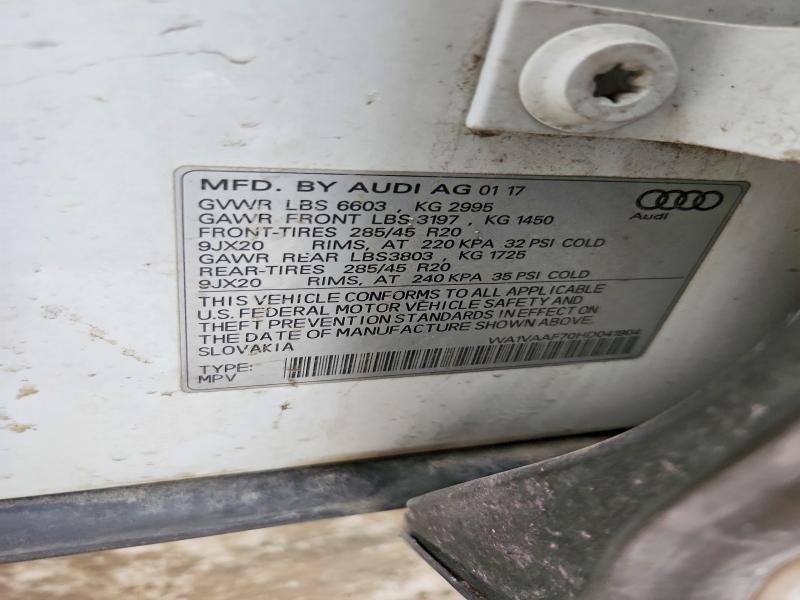 MFD. BY AUDI AG 01 17
GVWR LBS 6603 , KG 2995
GAWR FRONT LBS 3197 , KG 1450
FRONT-TIRES 285/45 R20
9JX20 RIMS, AT 220 KPA 32 PSI COLD
GAWR REAR LBS3803 , KG 1725
REAR-TIRES 285/45 R20
9JX20 RIMS, AT 240 KPA 35 PSI COLD
Audi
THIS VEHICLE CONFORMS TO ALL APPLICABLE
U.S. FEDERAL MOTOR VEHICLE SAFETY AND
THEFT PREVENTION STANDARDS IN EFFECT ON
THE DATE OF MANUFACTURE SHOWN ABOVE.
SLOVAKIA
WA1VAAF70HD041904
TYPE:
MPV